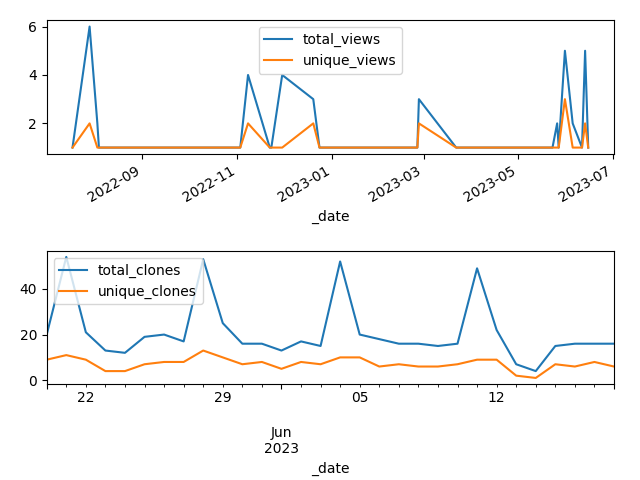 6
4
2
total_views
unique_views
2022-09
2022-11
2023-01
2023-03
2023-05
2023-07
_date
40
20
0
total_clones
unique_clones
22
29
05
12
Jun
2023
_date